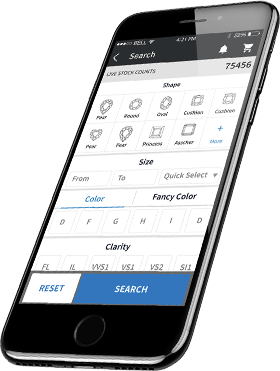 BELL 4:21 PM 22%
Search
LIVE STOCK COUNTS 75456
Shape
Pear Round Oval Cushion Cushion
Pear Pear Princess Asscher More
Size
From To Quick Select
Color Fancy Color
D F G H I D
Clarity
FL IL VVS1 VS1 VS2 SI1
RESET SEARCH